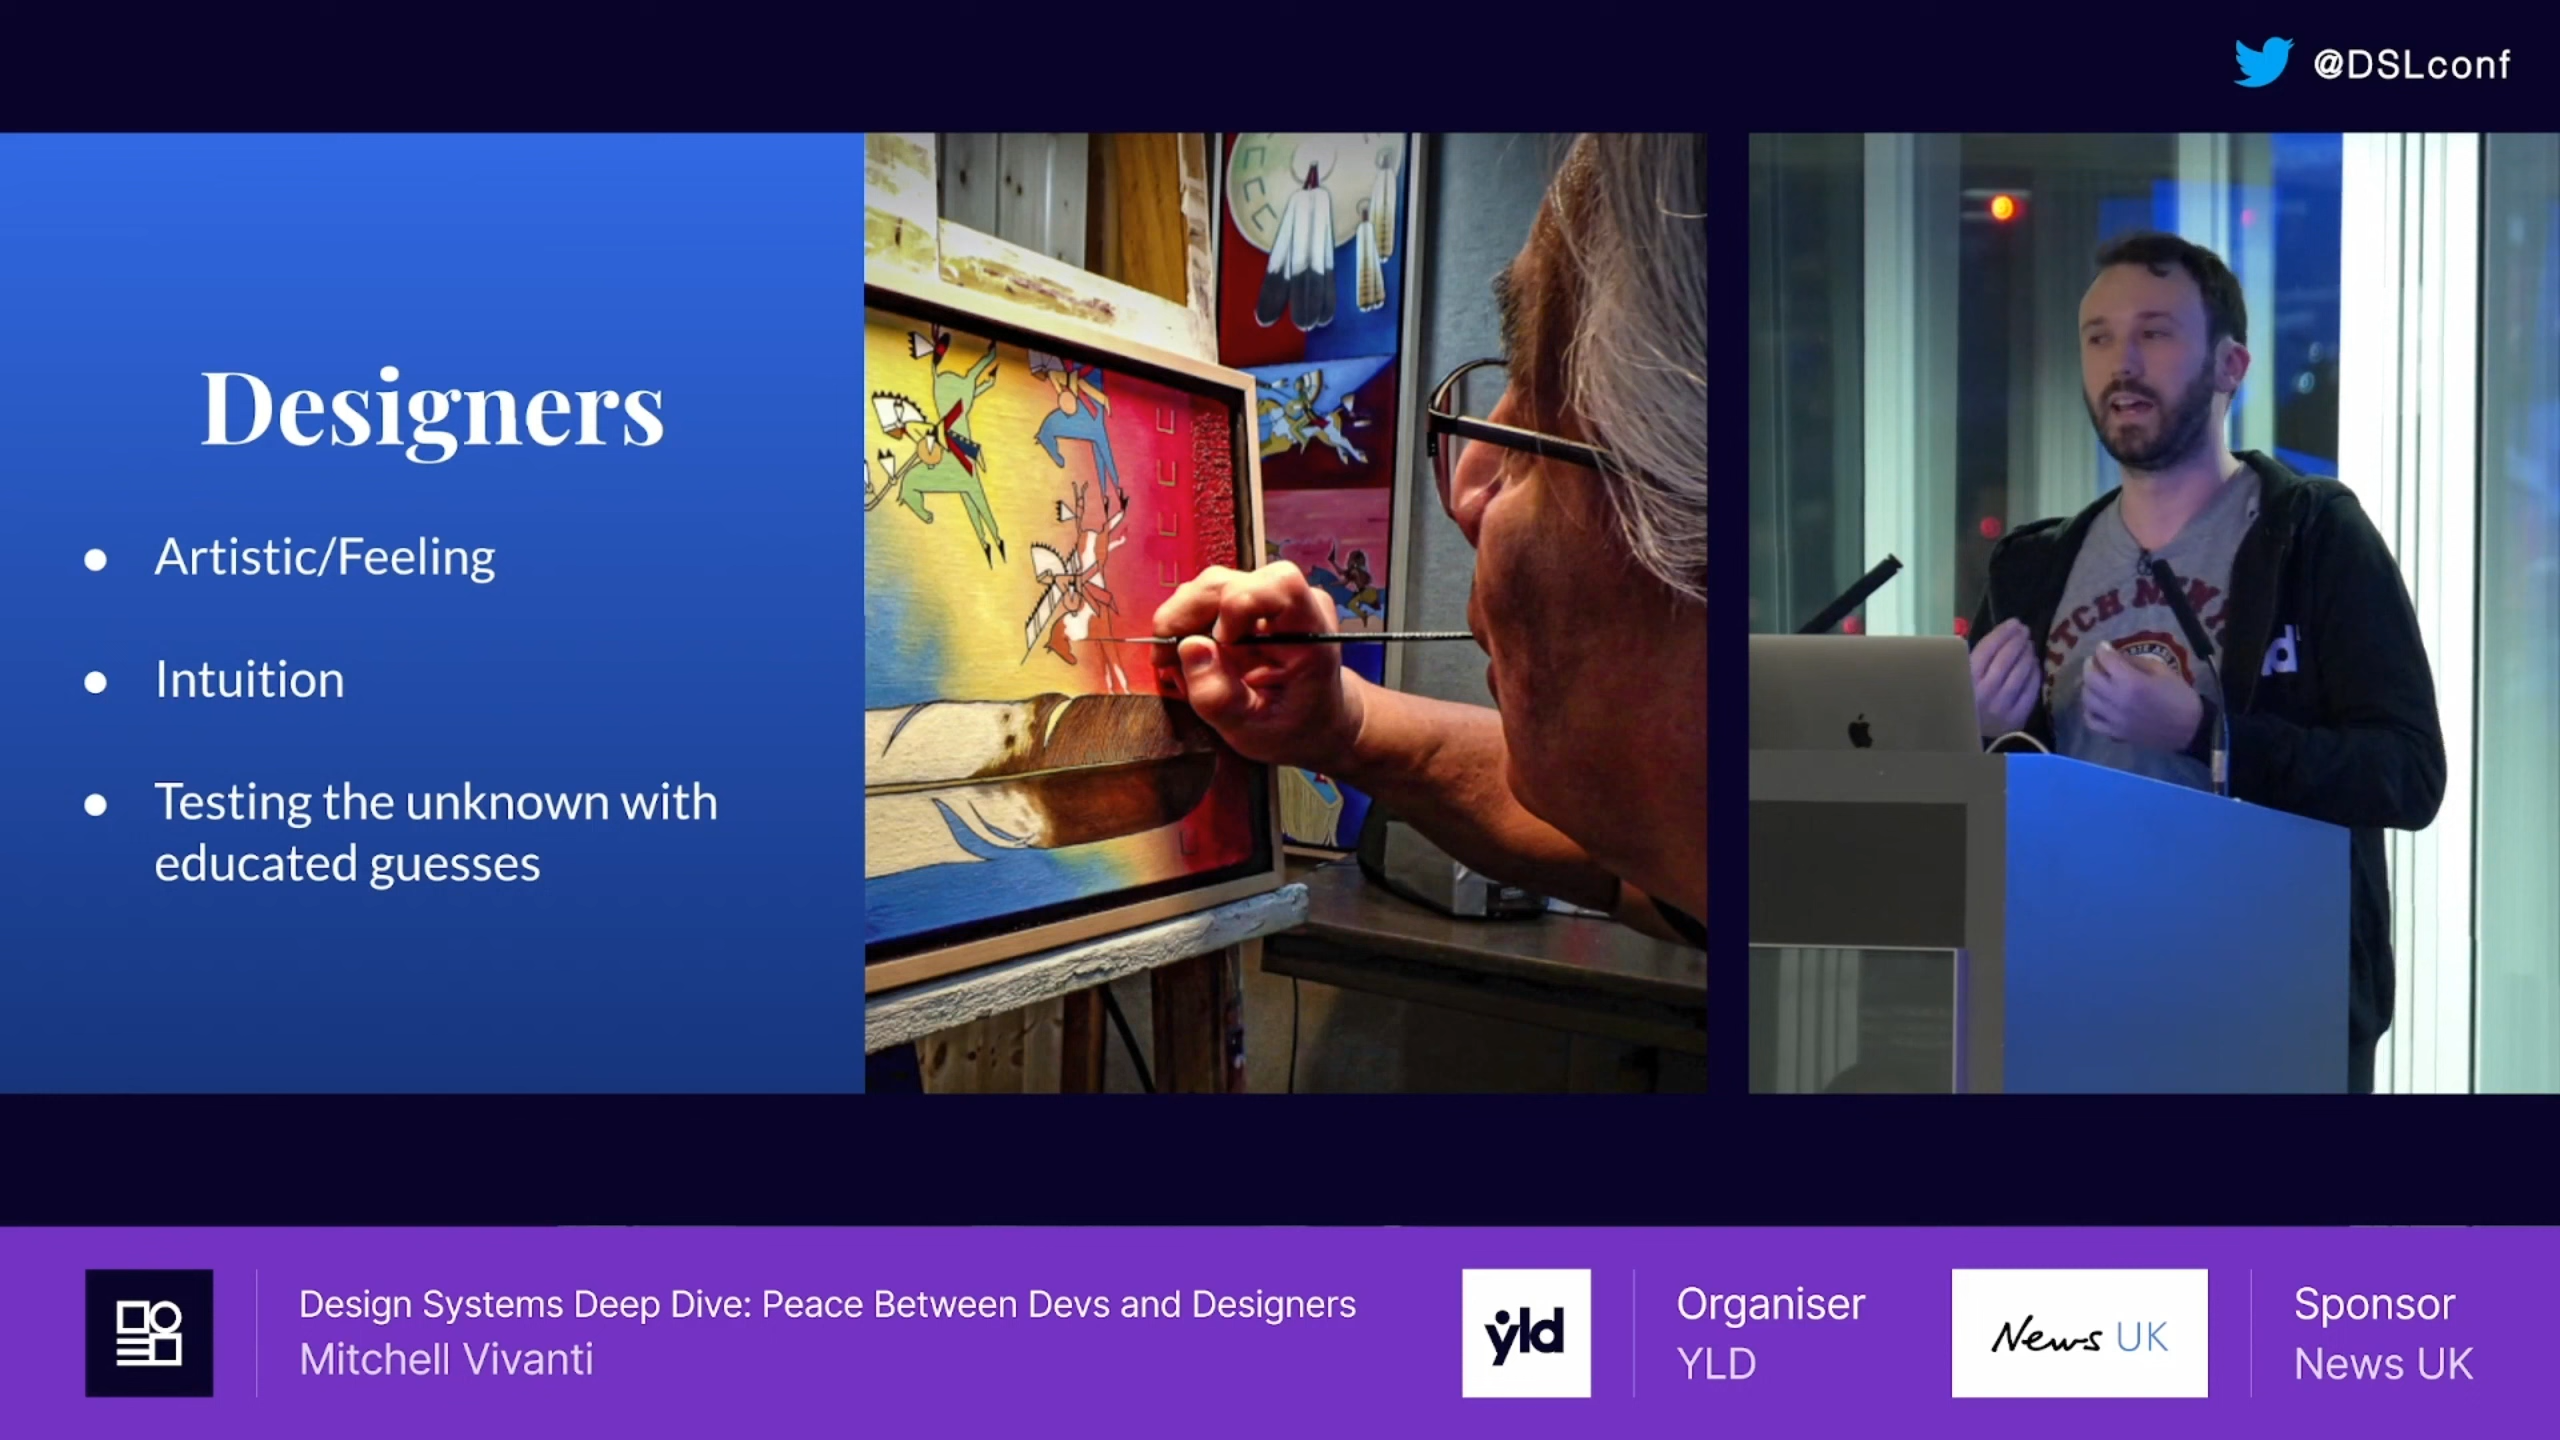 @DSLconf
Designers
Artistic/Feeling
Intuition
Testing the unknown with
educated guesses
Design Systems Deep Dive: Peace Between Devs and Designers
Mitchell Vivanti
yld
Organiser
YLD
News UK
Sponsor
News UK